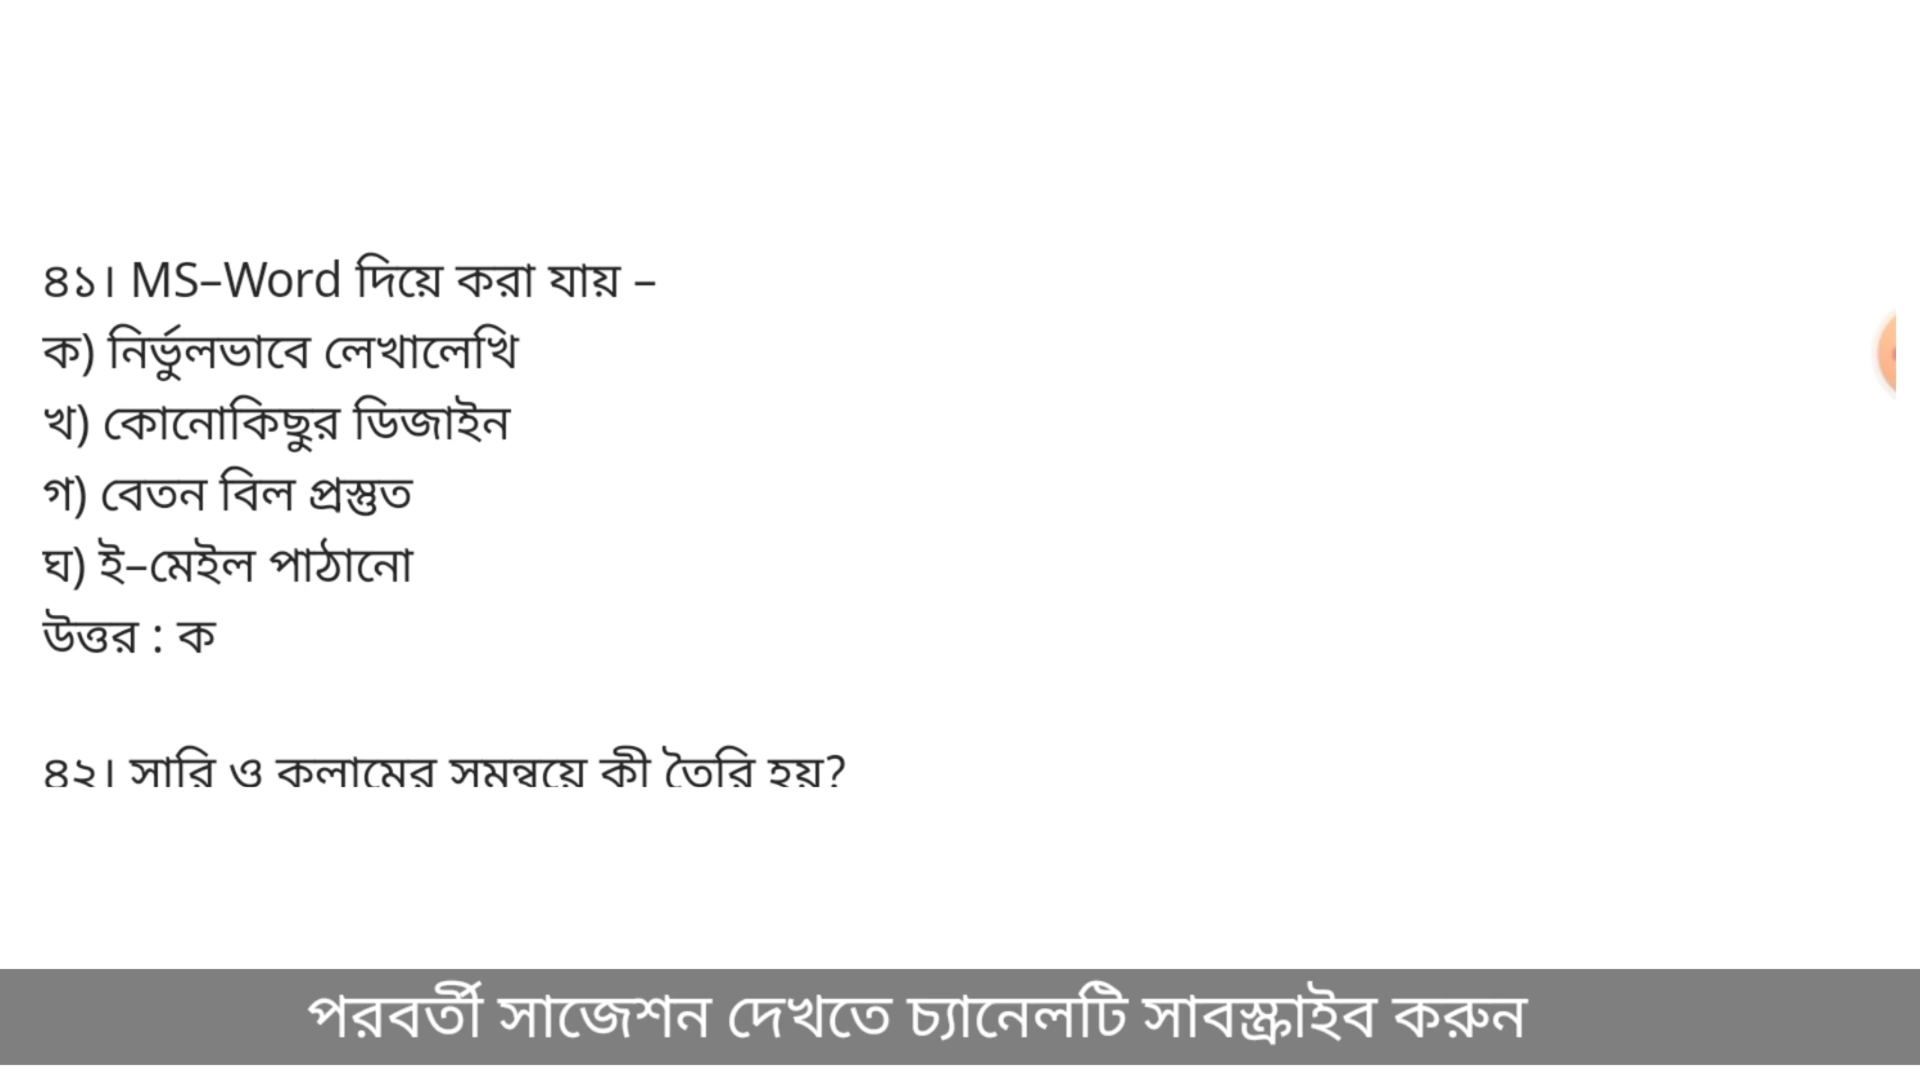 ৪১। MS–Word দিয়ে করা যায় –
ক) নির্ভুলভাবে লেখালেখি
খ) কোনোকিছুর ডিজাইন
গ) বেতন বিল প্রস্তুত
ঘ) ই–মেইল পাঠানো
উত্তর : ক
৪২। সারি ও কলামের সমন্বয়ে কী তৈরি হয়?
পরবর্তী সাজেশন দেখতে চ্যানেলটি সাবস্ক্রাইব করুন